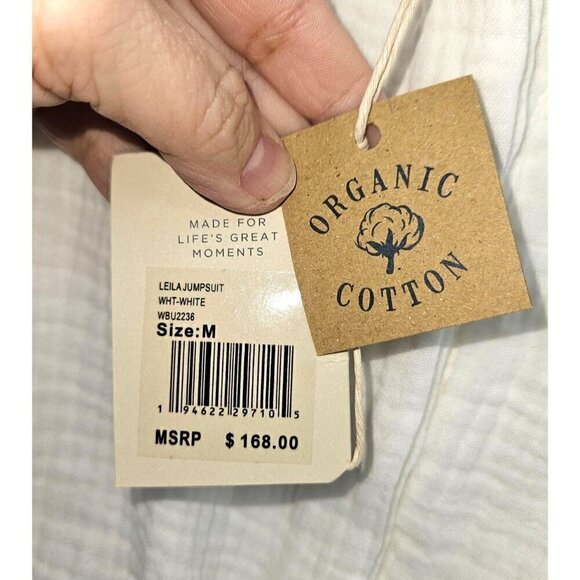 MADE FOR
LIFE'S GREAT
MOMENTS
LEILA JUMPSUIT
WHT-WHITE
WBU2236
Size:M
1 94622 29710 5
MSRP $ 168.00
ORGANIC
COTTON